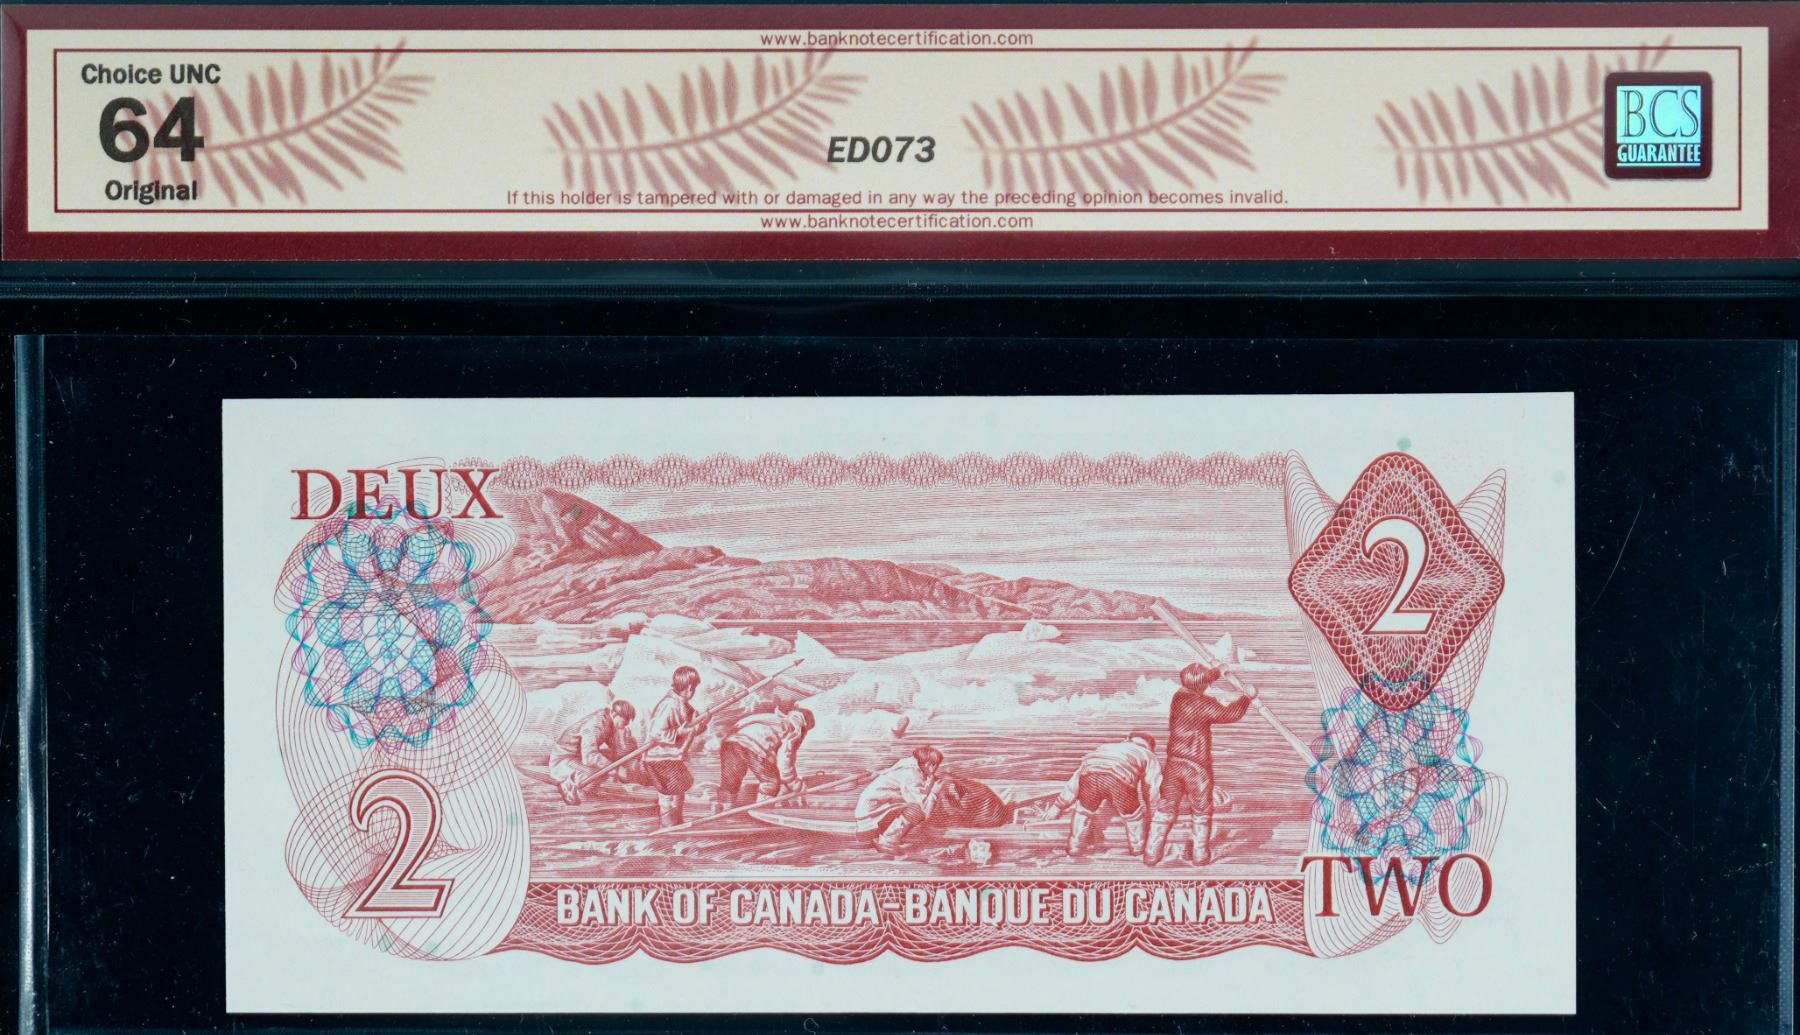 www.banknotecertification.com
Choice UNC
64
Original
ED073
BCS
GUARANTEE
If this holder is tampered with or damaged in any way the preceding opinion becomes invalid.
www.banknotecertification.com
DEUX
2
2
BANK OF CANADA-BANQUE DU CANADA
TWO